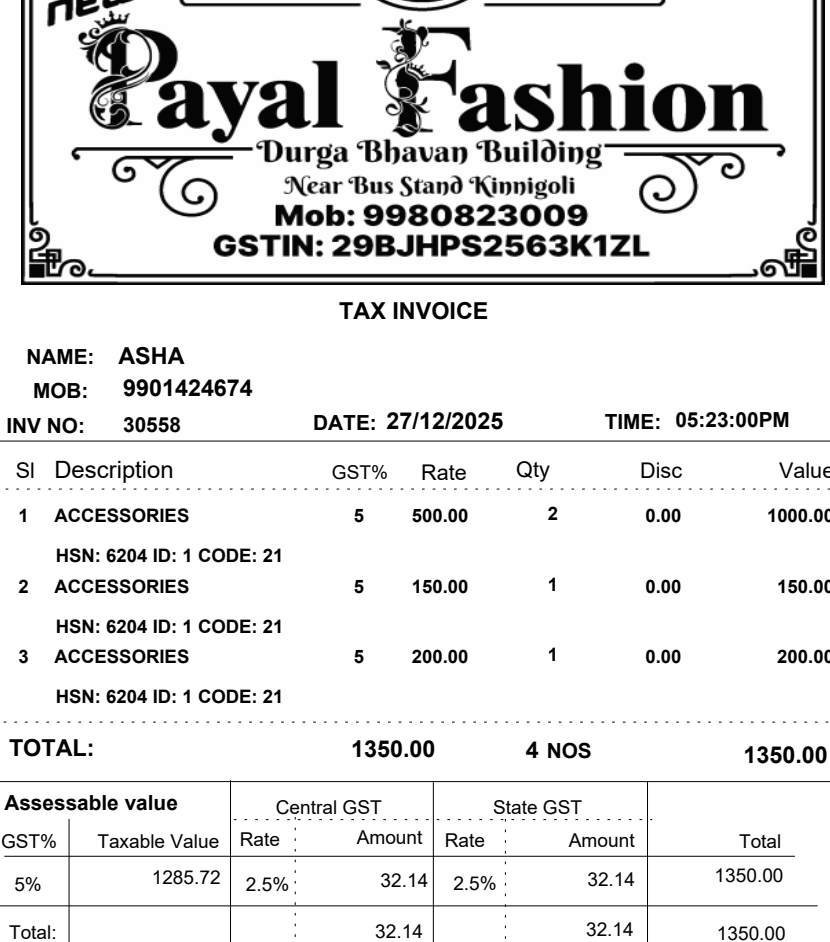 new
Payal Fashion
Durga Bhavan Building
Near Bus Stand Kinnigoli
Mob: 9980823009
GSTIN: 29BJHPS2563K1ZL
TAX INVOICE
NAME: ASHA
MOB: 9901424674
INV NO: 30558 DATE: 27/12/2025 TIME: 05:23:00PM
Sl Description GST% Rate Qty Disc Value
1 ACCESSORIES 5 500.00 2 0.00 1000.00
HSN: 6204 ID: 1 CODE: 21
2 ACCESSORIES 5 150.00 1 0.00 150.00
HSN: 6204 ID: 1 CODE: 21
3 ACCESSORIES 5 200.00 1 0.00 200.00
HSN: 6204 ID: 1 CODE: 21
TOTAL: 1350.00 4 NOS 1350.00
Assessable value Central GST State GST
GST% Taxable Value Rate Amount Rate Amount Total
5% 1285.72 2.5% 32.14 2.5% 32.14 1350.00
Total: 32.14 32.14 1350.00